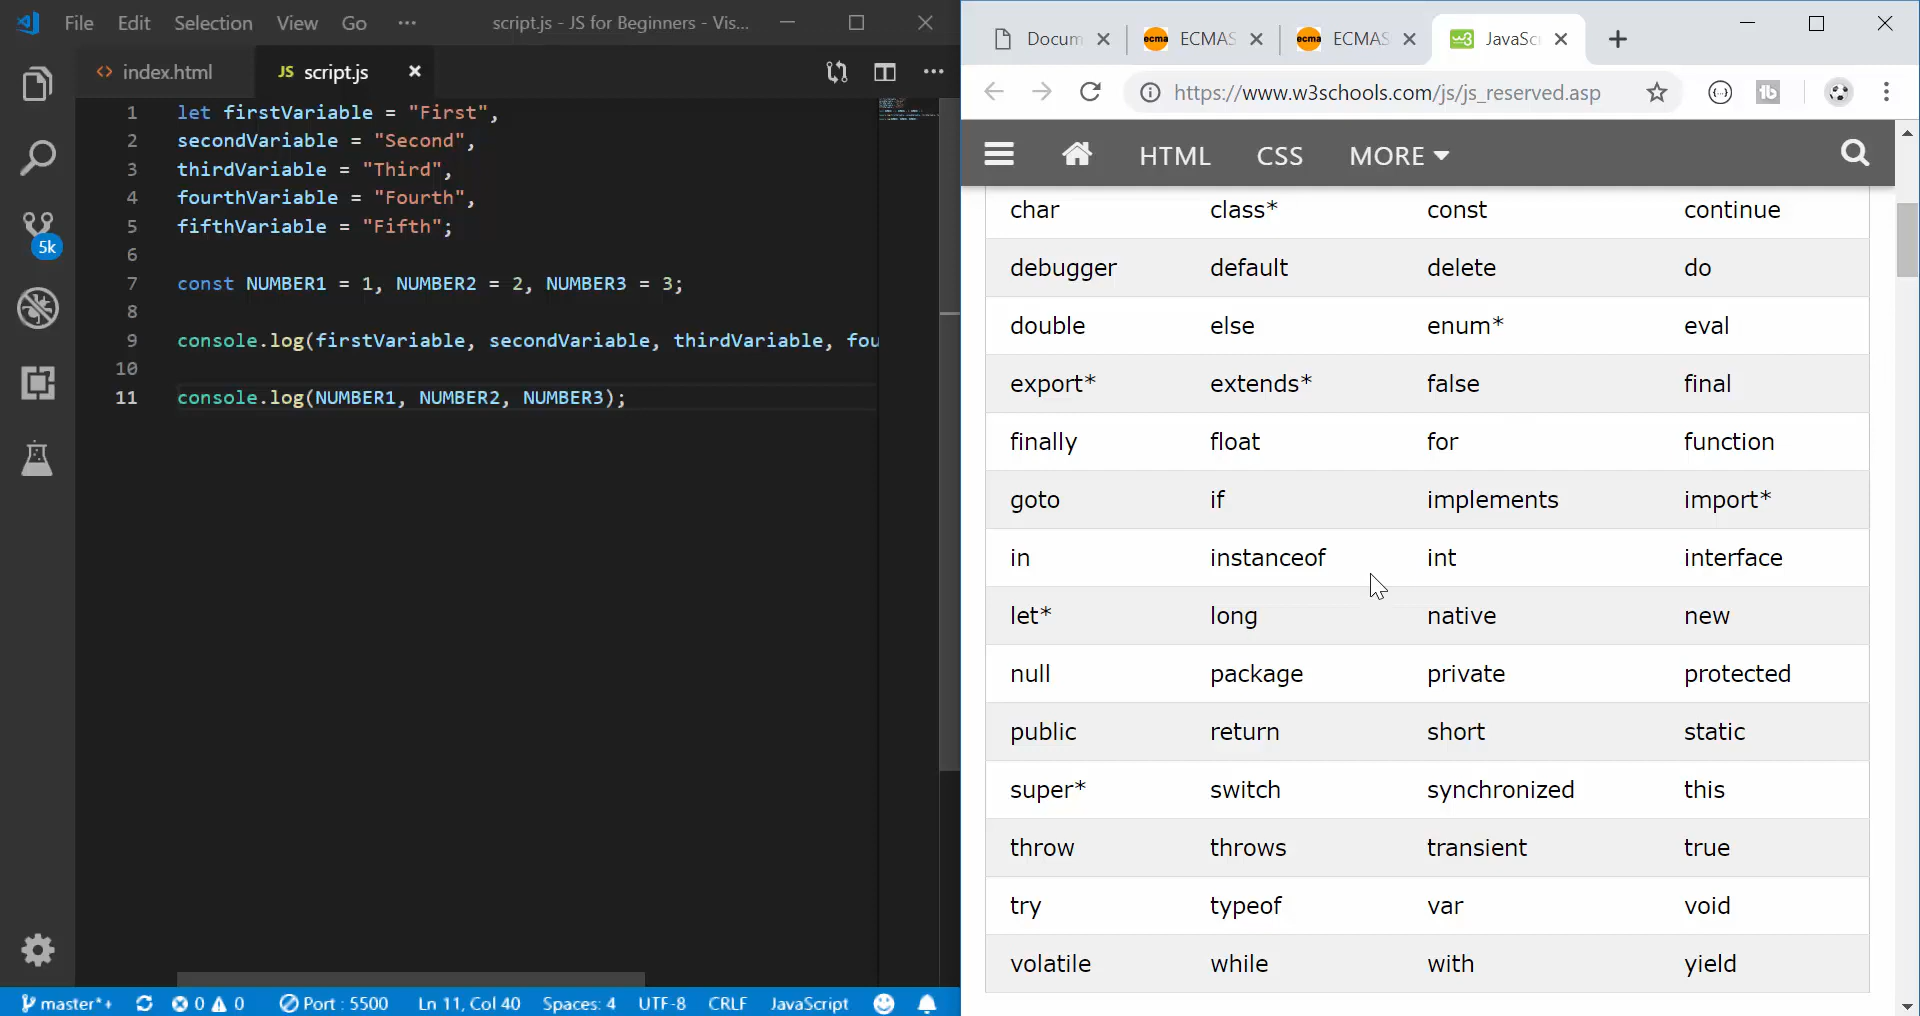 File Edit Selection View Go ··· script.js - JS for Beginners - Vis...
index.html JS script.js
1 let firstVariable = "First",
2 secondVariable = "Second",
3 thirdVariable = "Third",
4 fourthVariable = "Fourth",
5 fifthVariable = "Fifth";
6
7 const NUMBER1 = 1, NUMBER2 = 2, NUMBER3 = 3;
8
9 console.log(firstVariable, secondVariable, thirdVariable, fou
10
11 console.log(NUMBER1, NUMBER2, NUMBER3);
5k
master*+ 0 0 Port : 5500 Ln 11, Col 40 Spaces: 4 UTF-8 CRLF JavaScript
Docum ecma ECMAS ecma ECMAS w3 JavaSc
https://www.w3schools.com/js/js_reserved.asp
HTML CSS MORE
char class* const continue
debugger default delete do
double else enum* eval
export* extends* false final
finally float for function
goto if implements import*
in instanceof int interface
let* long native new
null package private protected
public return short static
super* switch synchronized this
throw throws transient true
try typeof var void
volatile while with yield